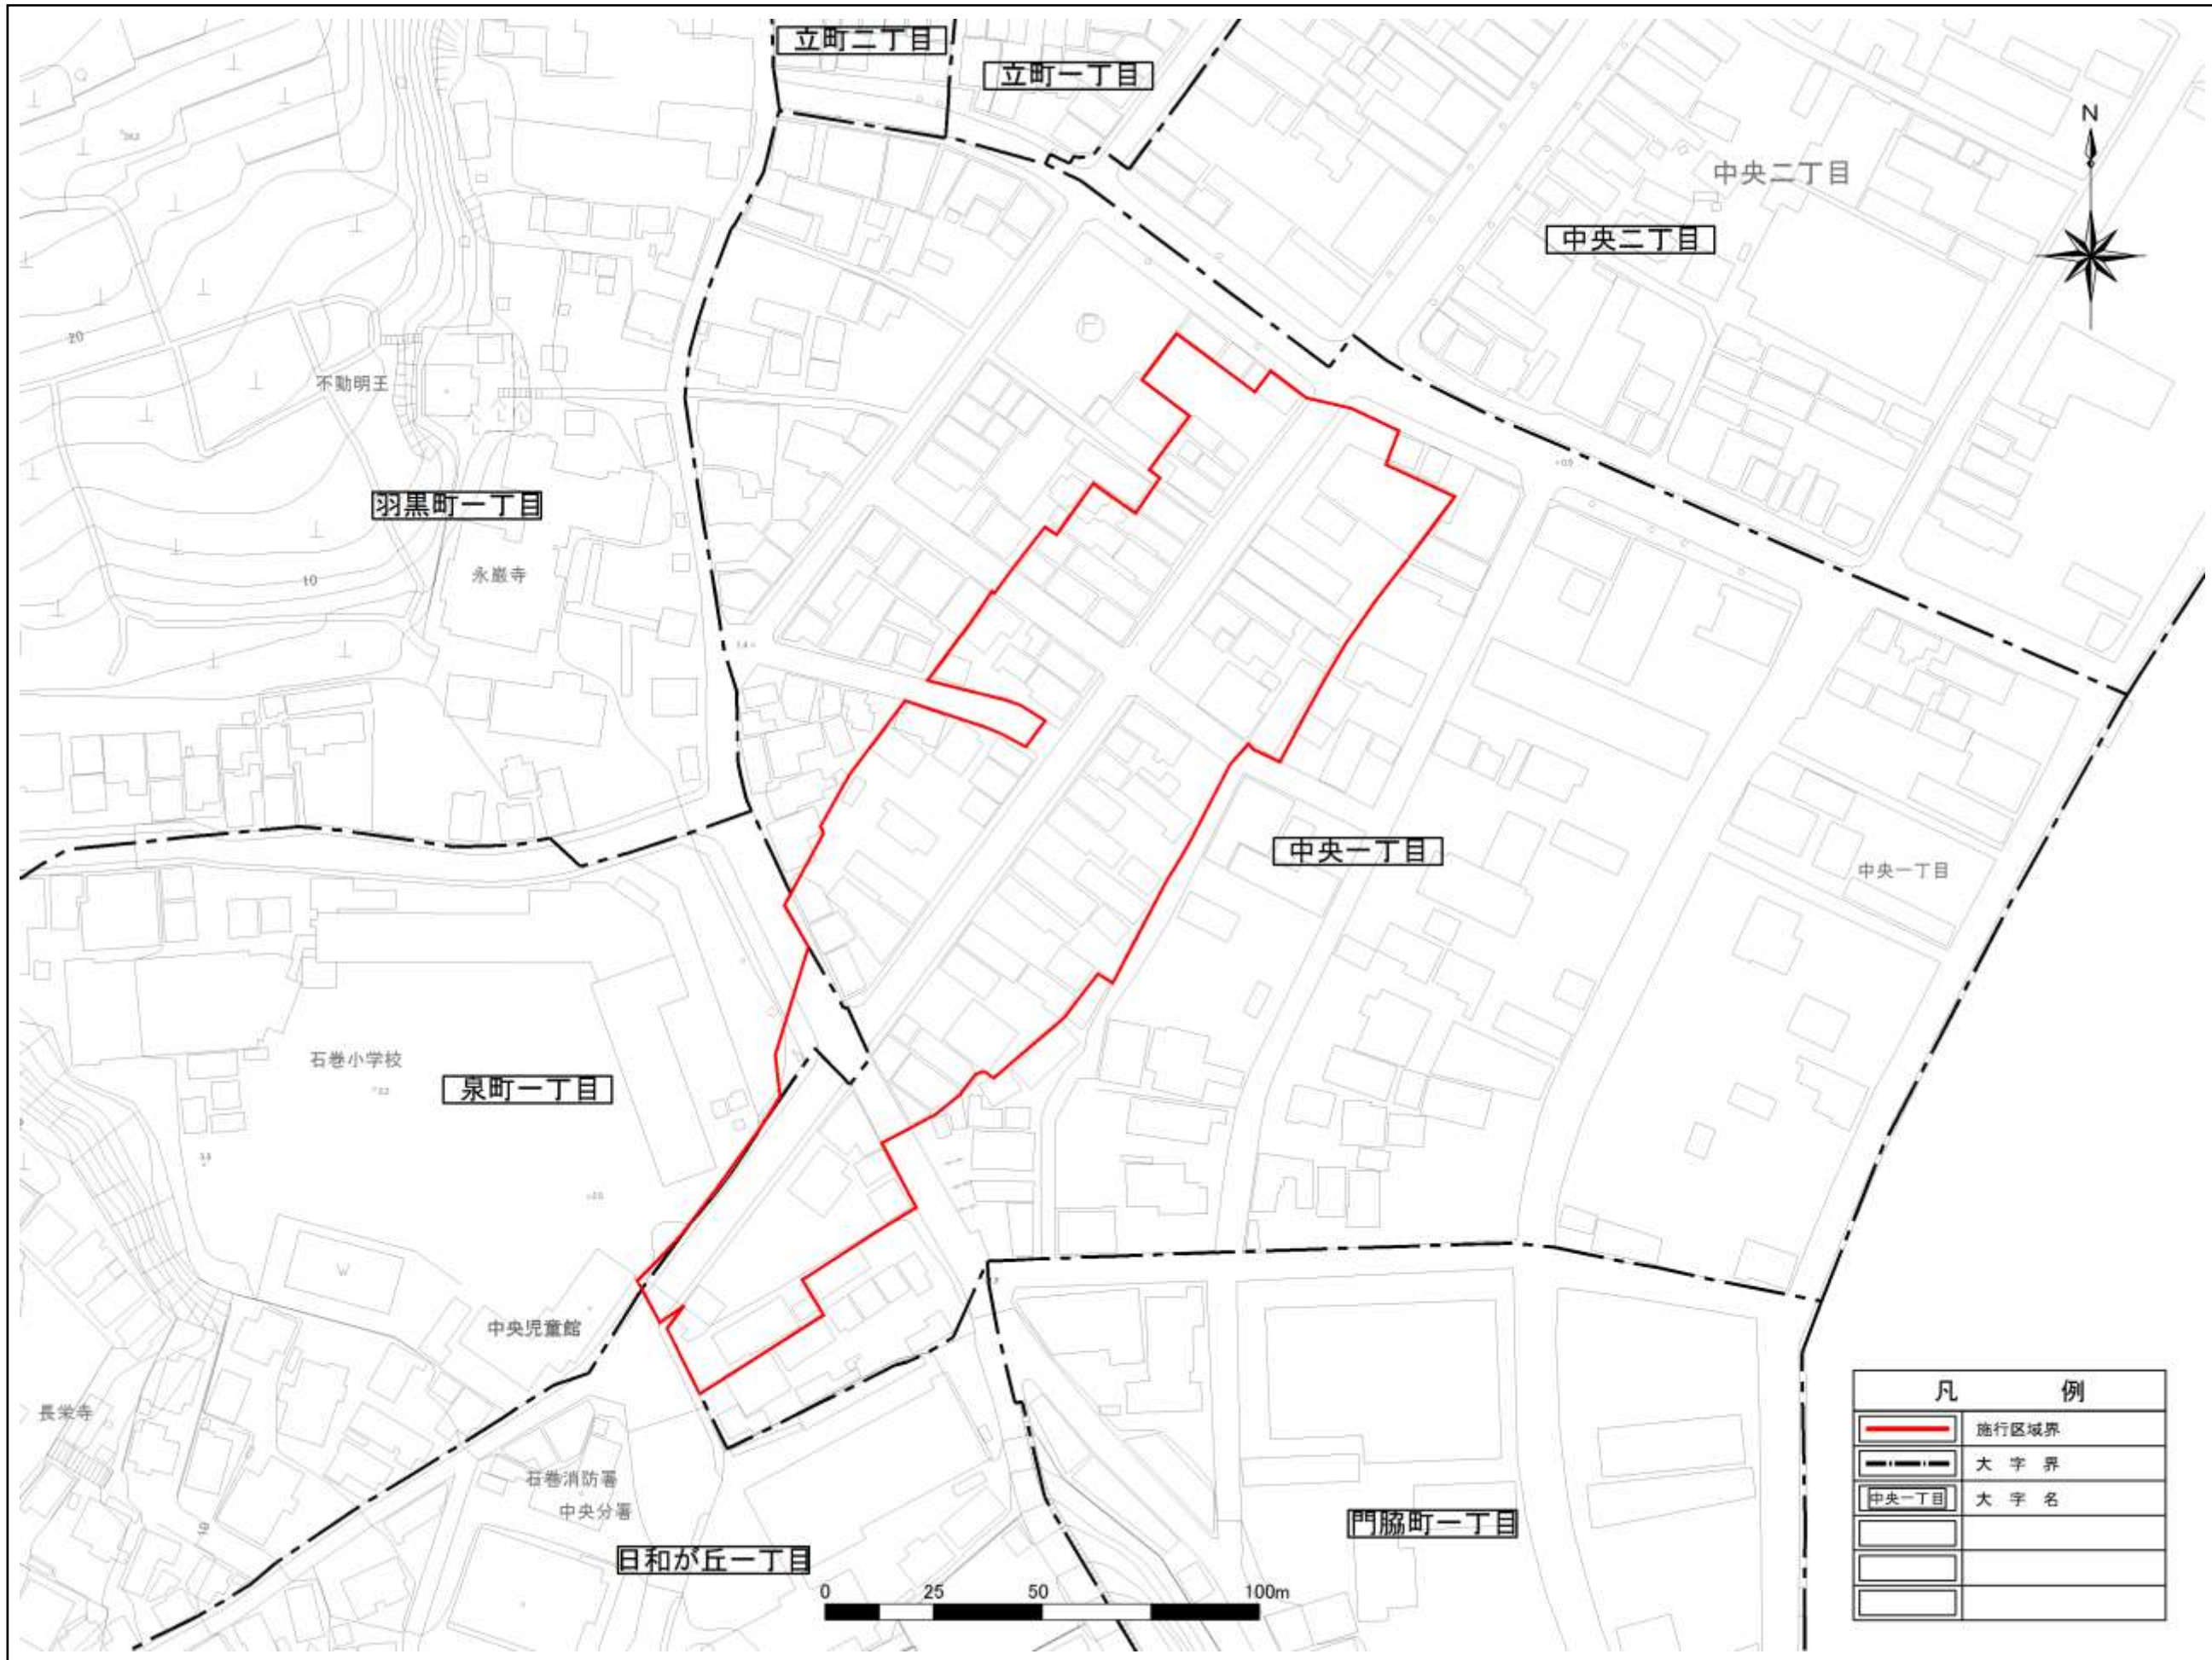 立町二丁目
立町一丁目
N
中央二丁目
中央二丁目
20
不動明王
羽黒町一丁目
永巌寺
10
中央一丁目
中央一丁目
石巻小学校
泉町一丁目
W
中央児童館
長栄寺
石巻消防署
中央分署
10
門脇町一丁目
日和が丘一丁目
0 25 50 100m
凡 例
施行区域界
大 字 界
中央一丁目 大 字 名